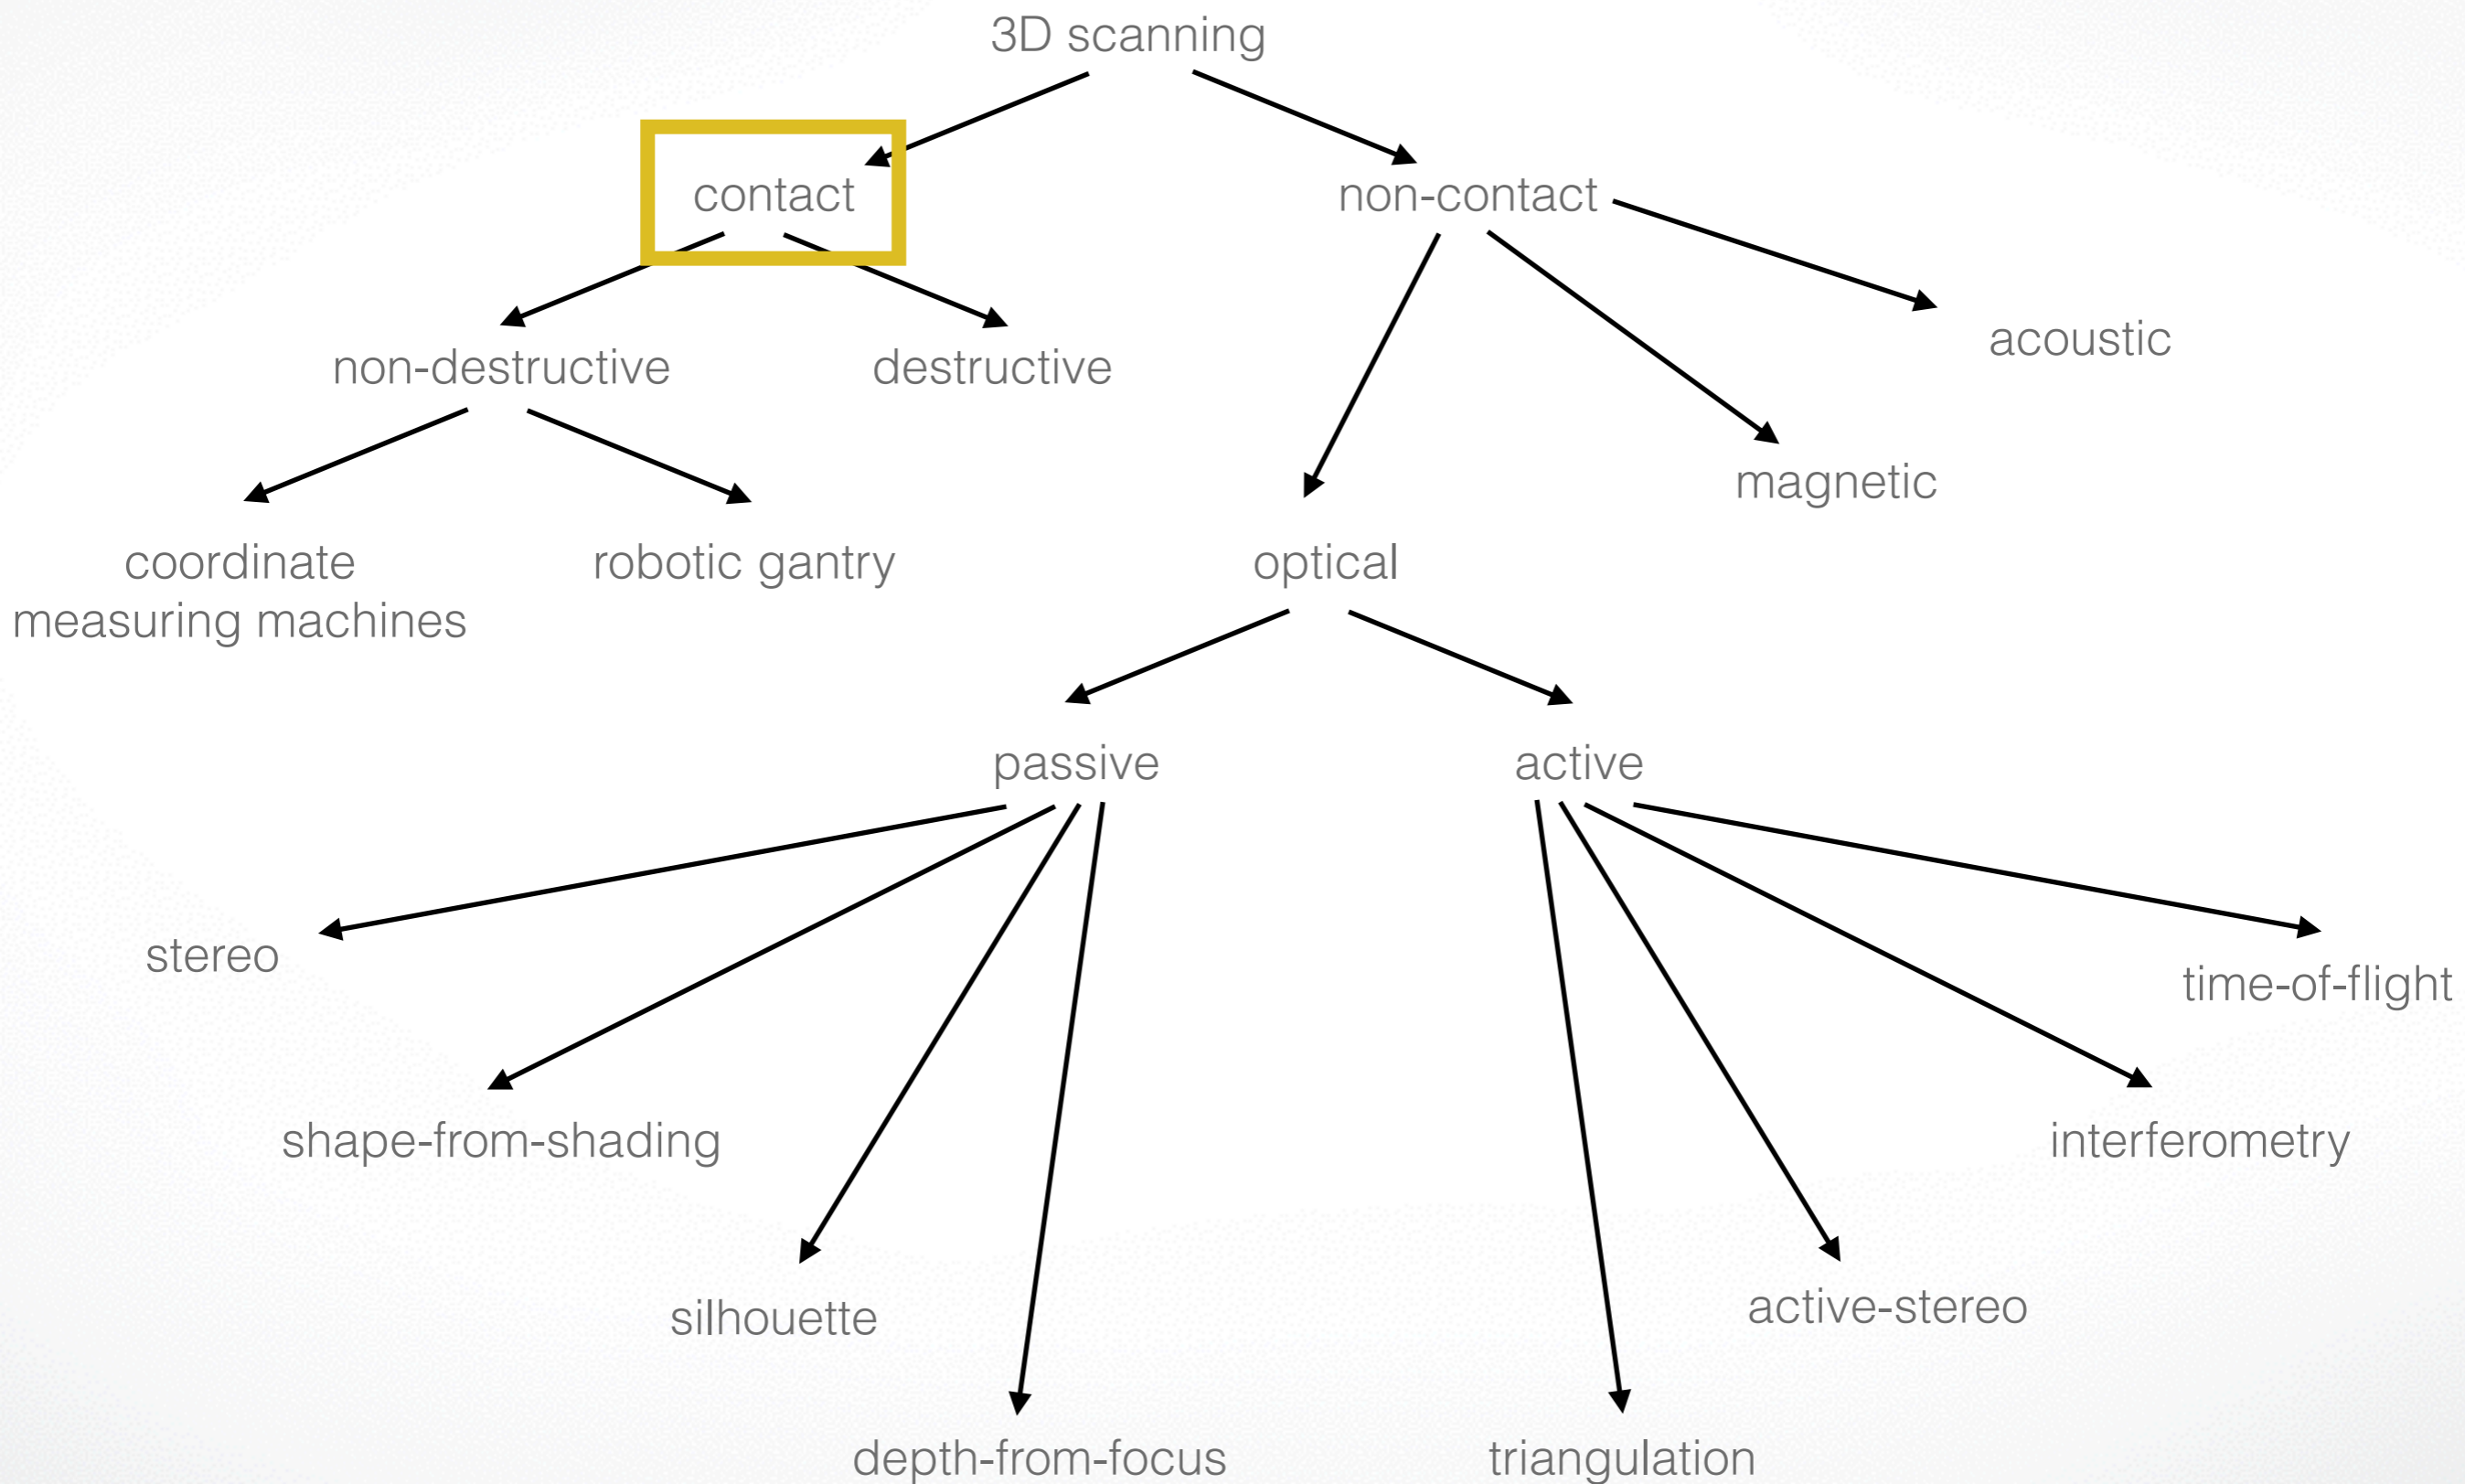 3D scanning
contact
non-contact
non-destructive
destructive
acoustic
magnetic
coordinate
measuring machines
robotic gantry
optical
passive
active
stereo
time-of-flight
shape-from-shading
interferometry
silhouette
active-stereo
depth-from-focus
triangulation